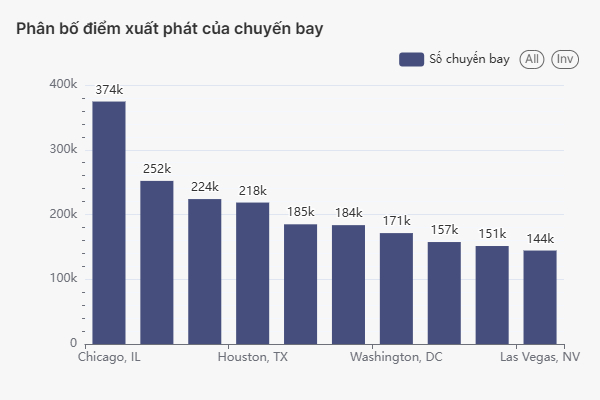 Phân bố điểm xuất phát của chuyến bay
Số chuyến bay All Inv
400k
300k
200k
100k
0
374k
252k
224k
218k
185k
184k
171k
157k
151k
144k
Chicago, IL
Houston, TX
Washington, DC
Las Vegas, NV